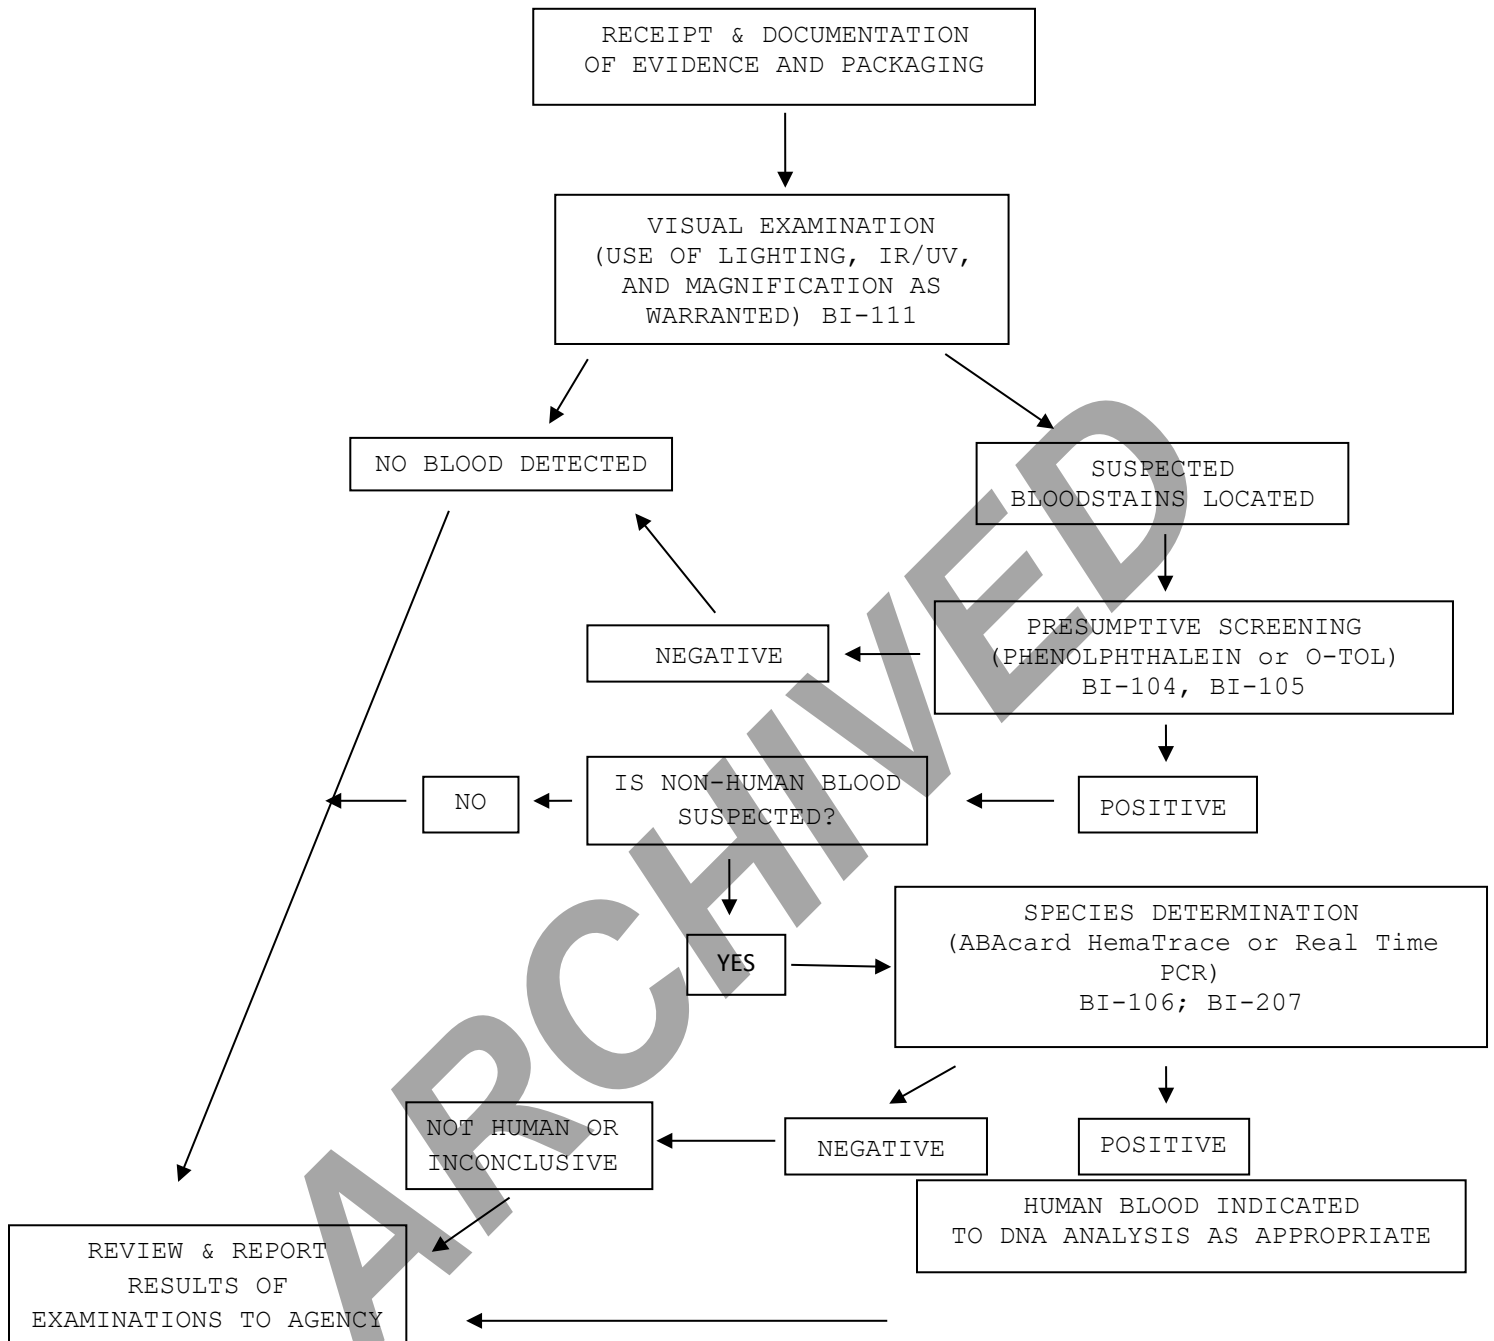 RECEIPT & DOCUMENTATION
OF EVIDENCE AND PACKAGING
VISUAL EXAMINATION
(USE OF LIGHTING, IR/UV,
AND MAGNIFICATION AS
WARRANTED) BI-111
NO BLOOD DETECTED
SUSPECTED
BLOODSTAINS LOCATED
PRESUMPTIVE SCREENING
(PHENOLPHTHALEIN or O-TOL)
BI-104, BI-105
NEGATIVE
IS NON-HUMAN BLOOD
SUSPECTED?
NO
POSITIVE
SPECIES DETERMINATION
(ABAcard HemaTrace or Real Time
PCR)
BI-106; BI-207
YES
NOT HUMAN OR
INCONCLUSIVE
NEGATIVE
POSITIVE
HUMAN BLOOD INDICATED
TO DNA ANALYSIS AS APPROPRIATE
REVIEW & REPORT
RESULTS OF
EXAMINATIONS TO AGENCY
ARCHIVED